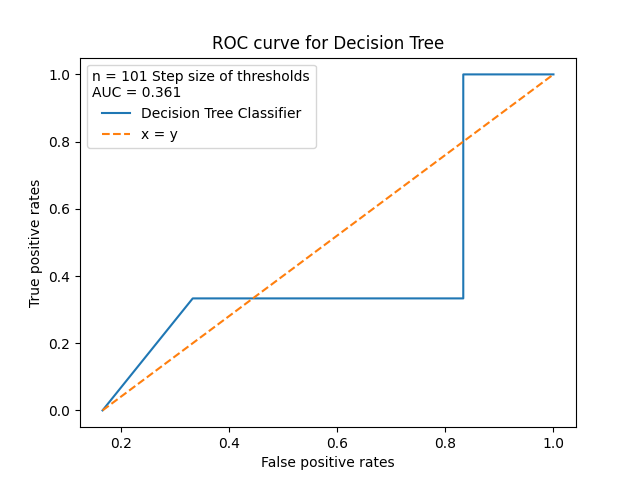 ROC curve for Decision Tree
n = 101 Step size of thresholds
AUC = 0.361
Decision Tree Classifier
x = y
True positive rates
1.0
0.8
0.6
0.4
0.2
0.0
0.2 0.4 0.6 0.8 1.0
False positive rates